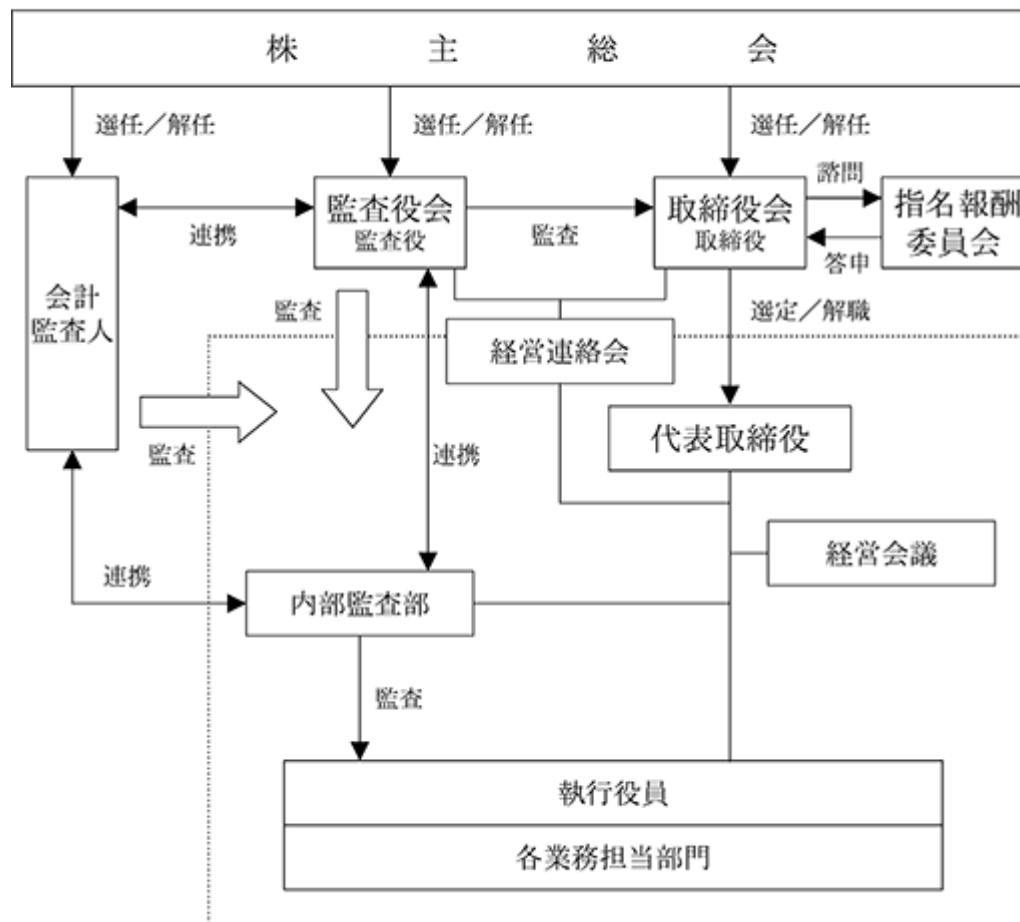 株主総会
選任／解任
選任／解任
選任／解任
諮問
監査役会
監査役
取締役会
取締役
指名報酬
委員会
連携
監査
答申
会計
監査人
監査
選定／解職
経営連絡会
代表取締役
監査
連携
経営会議
連携
内部監査部
監査
執行役員
各業務担当部門